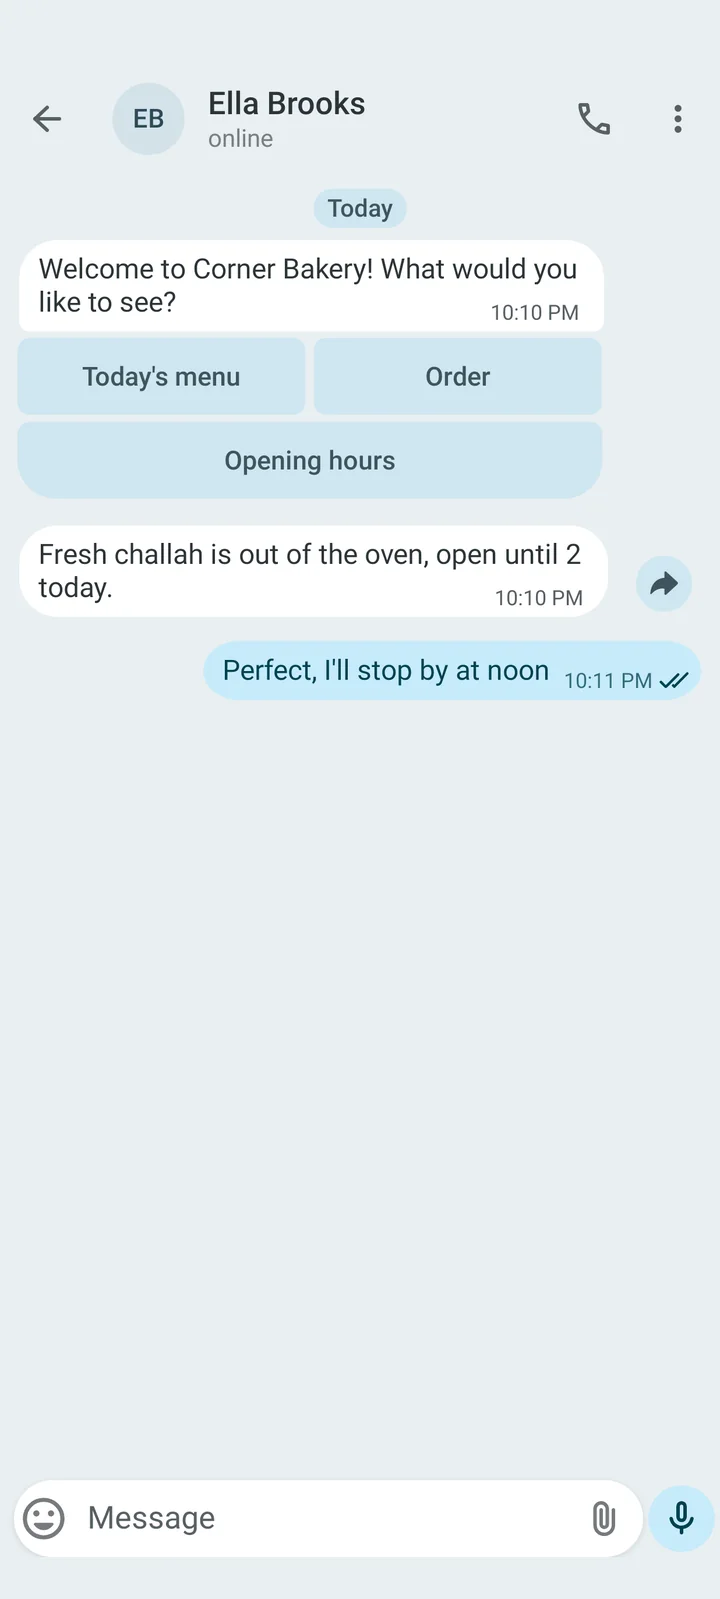 EB
Ella Brooks
online
Today
Welcome to Corner Bakery! What would you
like to see?
10:10 PM
Today's menu
Order
Opening hours
Fresh challah is out of the oven, open until 2
today.
10:10 PM
Perfect, I'll stop by at noon
10:11 PM
Message